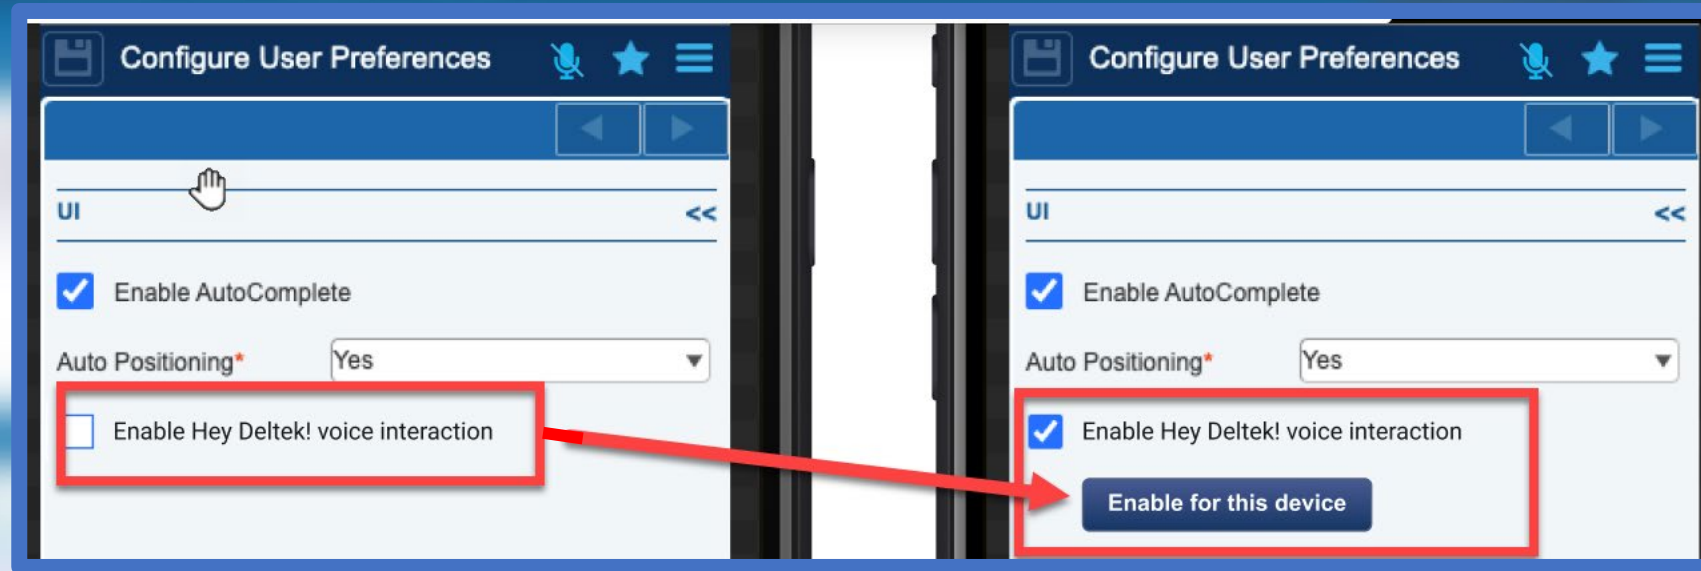 Configure User Preferences
UI
<<
Enable AutoComplete
Auto Positioning*
Yes
Enable Hey Deltek! voice interaction
Configure User Preferences
UI
<<
Enable AutoComplete
Auto Positioning*
Yes
Enable Hey Deltek! voice interaction
Enable for this device